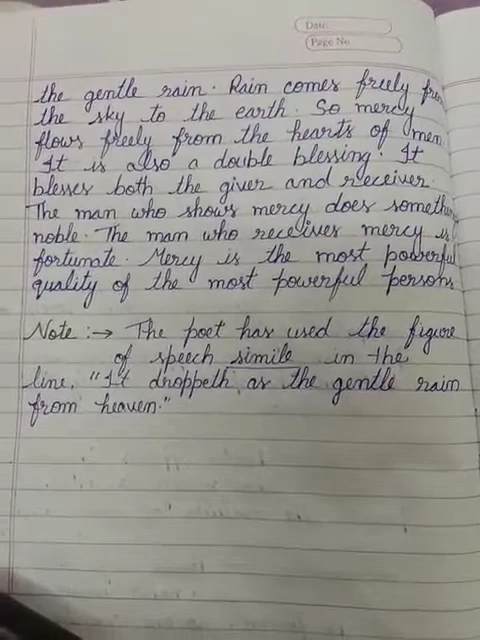 Date:
Page No
the gentle rain. Rain comes freely from
the sky to the earth. So mercy
flows freely from the hearts of men
It is also a double blessing. It
blesses both the giver and receiver.
The man who shows mercy does somethin
noble. The man who receives mercy is
fortunate. Mercy is the most powerful
quality of the most powerful persons
Note :→ The poet has used the figure
of speech simile in the
line, "It droppeth as the gentle rain
from heaven."